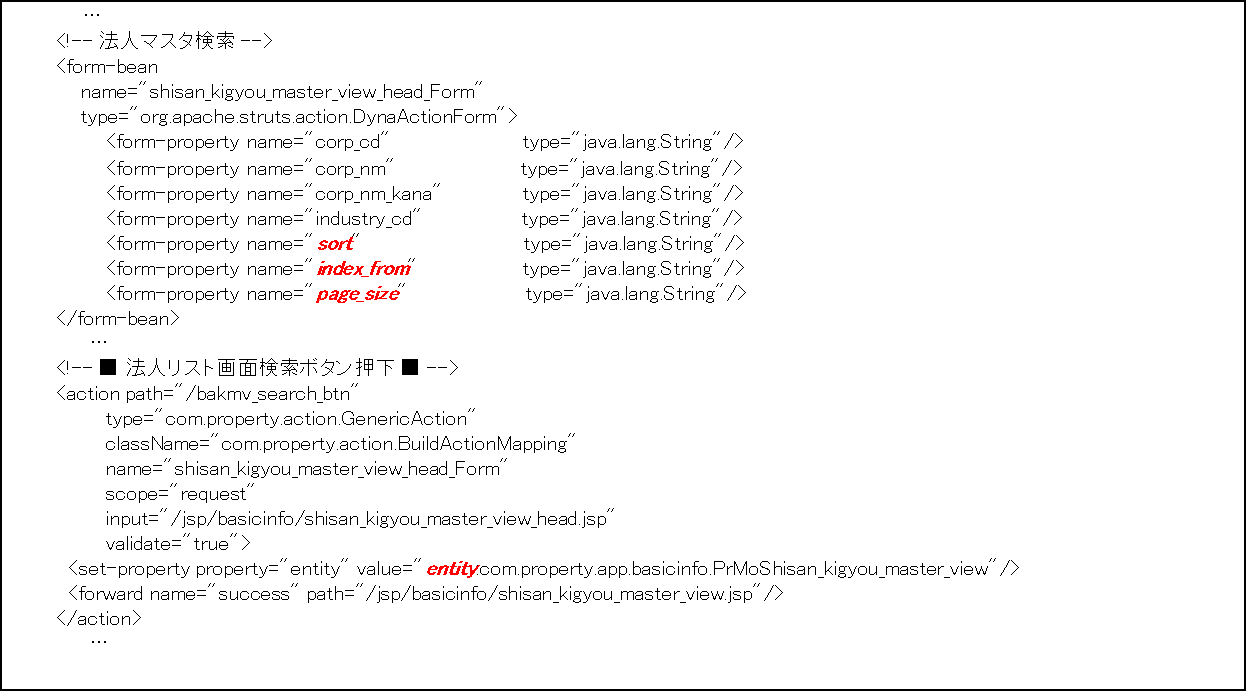 …
<!-- 法人マスタ検索 -->
<form-bean
name="shisan_kigyou_master_view_head_Form"
type="org.apache.struts.action.DynaActionForm">
<form-property name="corp_cd" type="java.lang.String"/>
<form-property name="corp_nm" type="java.lang.String"/>
<form-property name="corp_nm_kana" type="java.lang.String"/>
<form-property name="industry_cd" type="java.lang.String"/>
<form-property name="sort" type="java.lang.String"/>
<form-property name="index_from" type="java.lang.String"/>
<form-property name="page_size" type="java.lang.String"/>
</form-bean>
…
<!-- ■ 法人リスト画面検索ボタン押下 ■ -->
<action path="/bakmv_search_btn"
type="com.property.action.GenericAction"
className="com.property.action.BuildActionMapping"
name="shisan_kigyou_master_view_head_Form"
scope="request"
input="/jsp/basicinfo/shisan_kigyou_master_view_head.jsp"
validate="true">
<set-property property="entity" value="entity:com.property.app.basicinfo.PrMoShisan_kigyou_master_view"/>
<forward name="success" path="/jsp/basicinfo/shisan_kigyou_master_view.jsp"/>
</action>
…